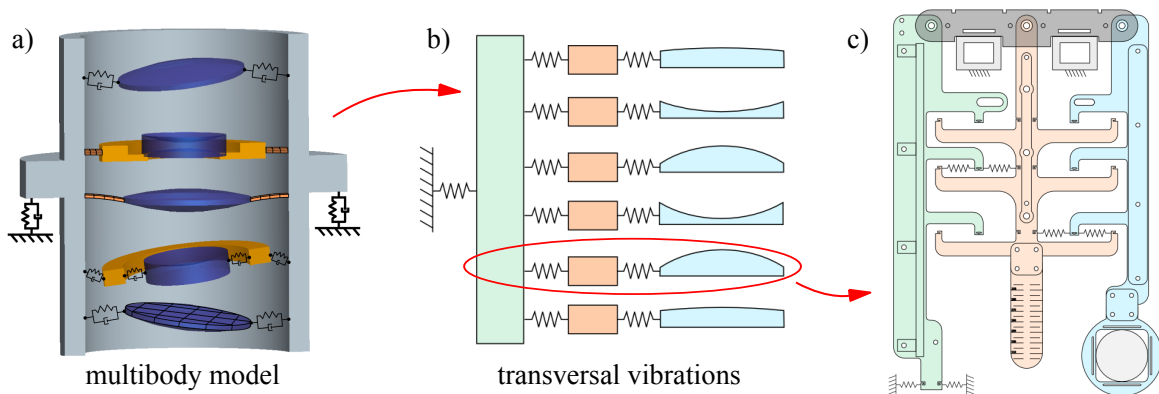 a)
b)
c)
multibody model
transversal vibrations